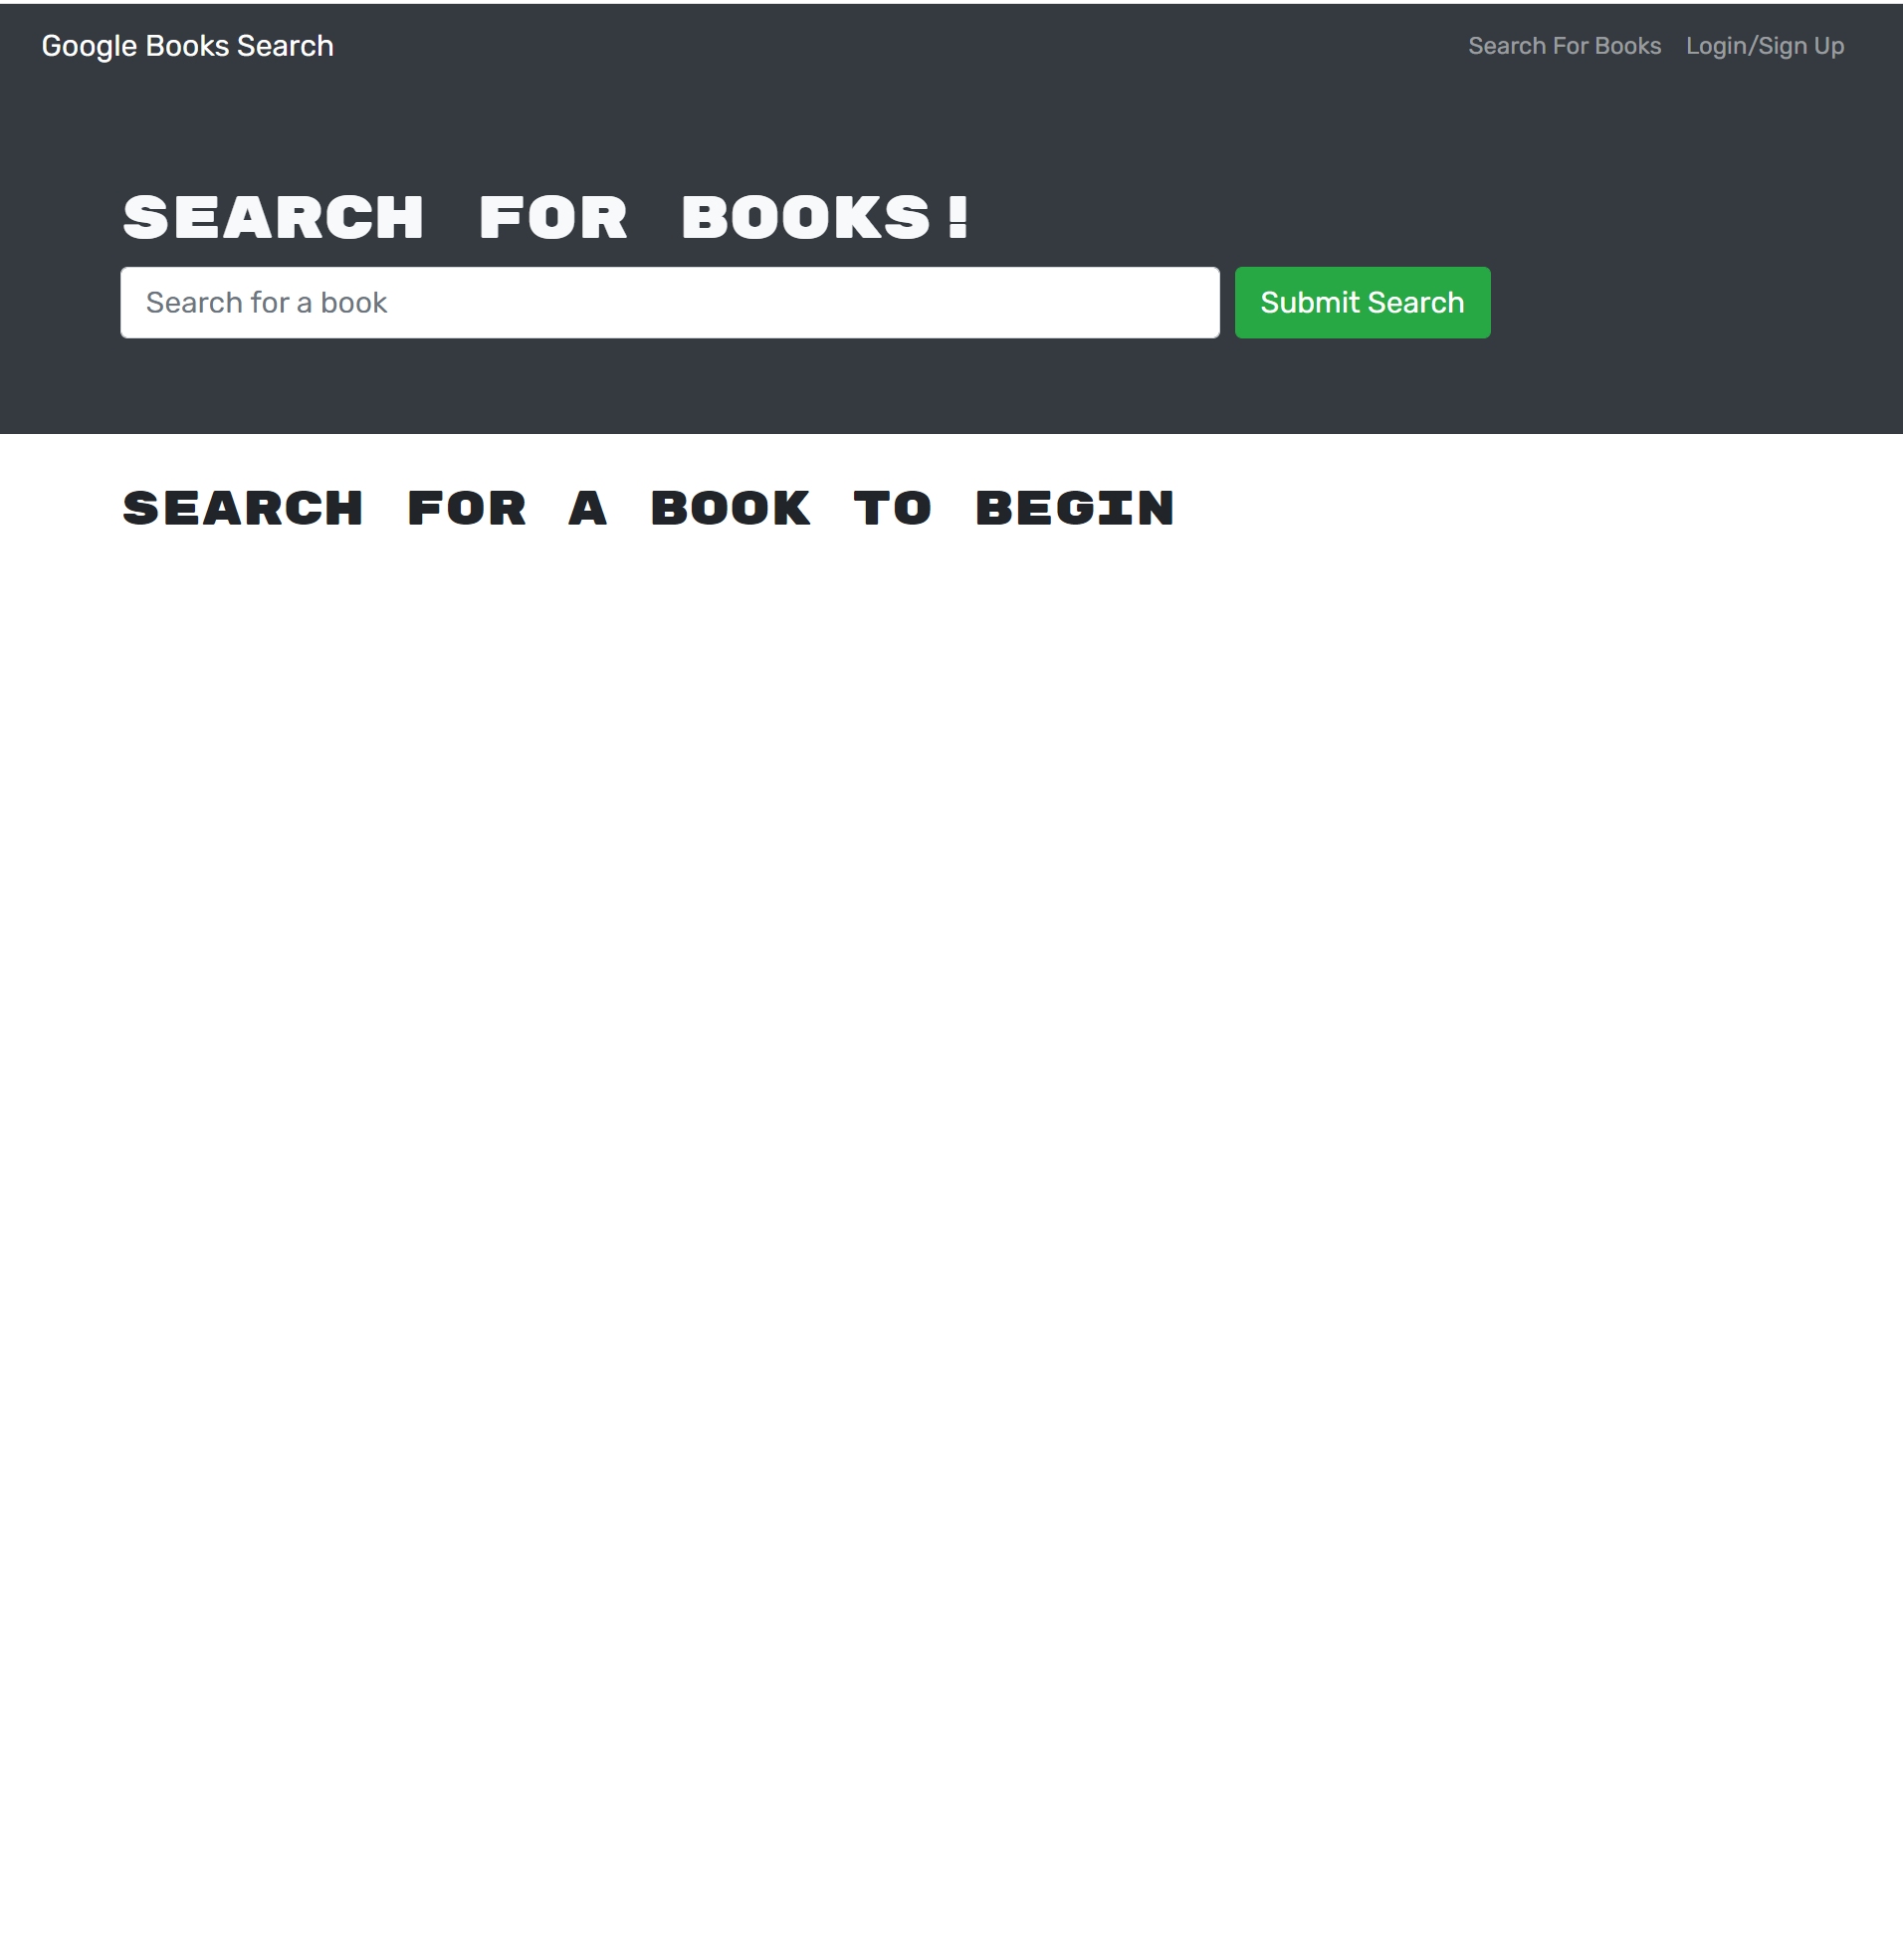 Google Books Search Search For Books Login/Sign Up
SEARCH FOR BOOKS!
Search for a book Submit Search
SEARCH FOR A BOOK TO BEGIN